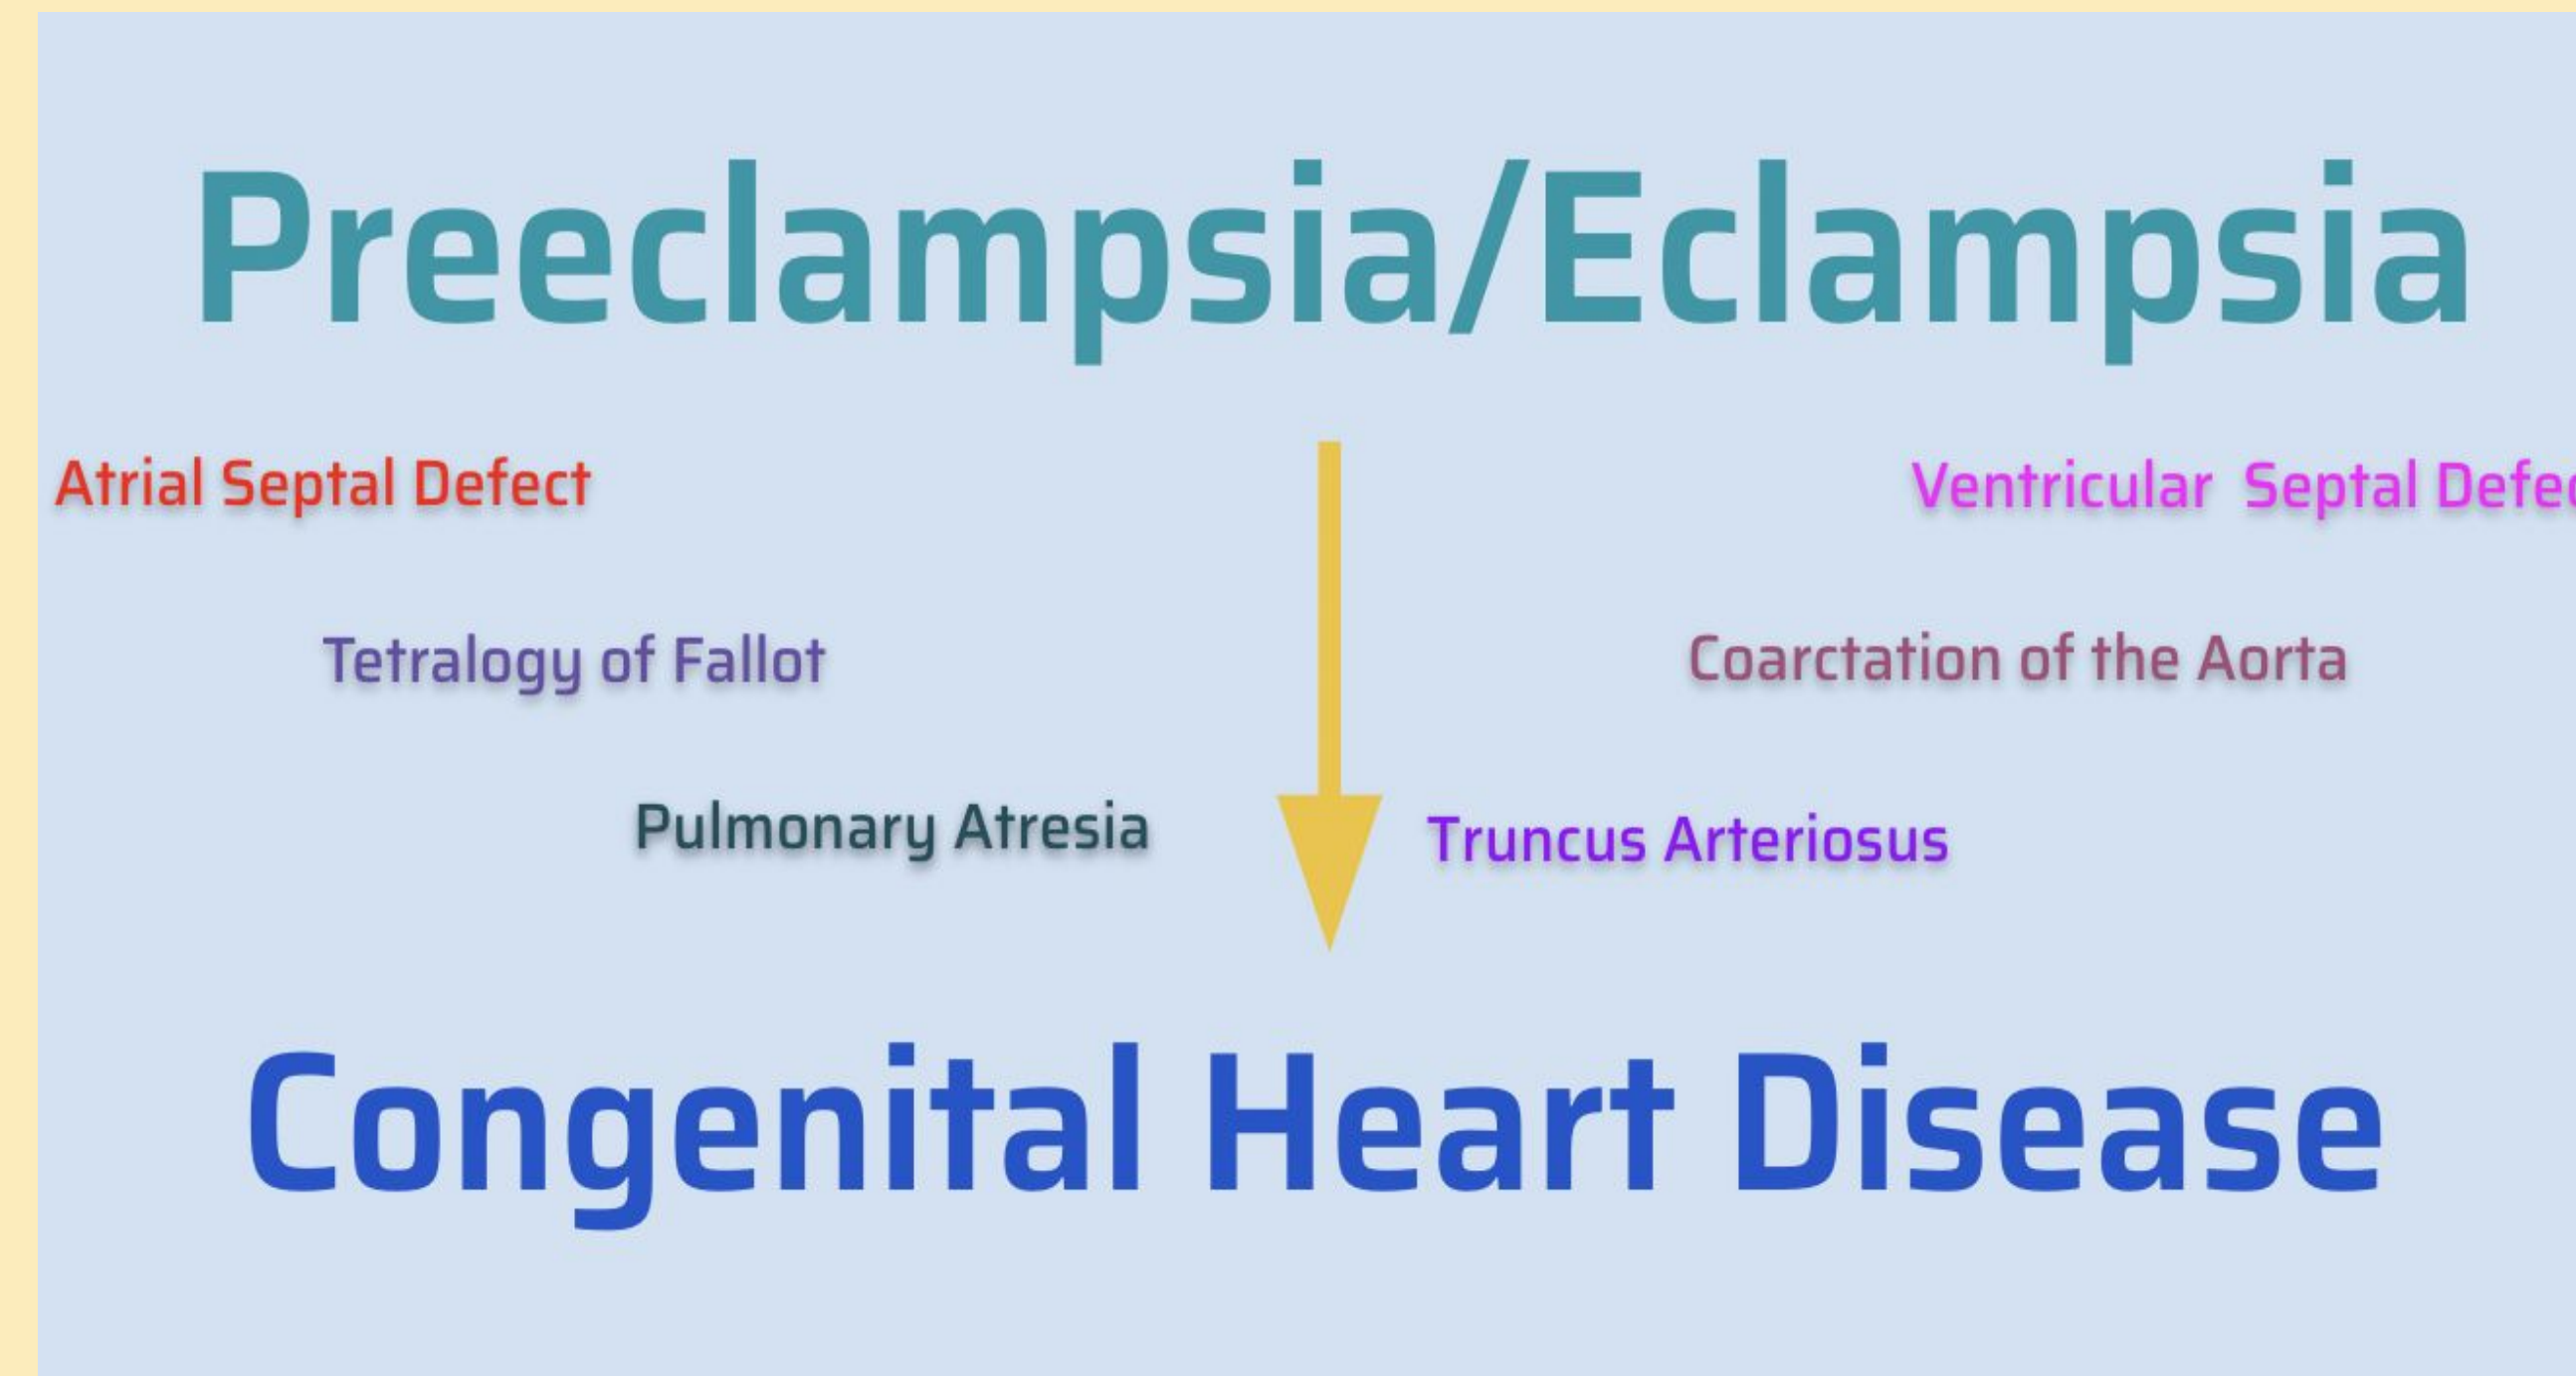 Preeclampsia/Eclampsia
Atrial Septal Defect
Ventricular Septal
Tetralogy of Fallot
Coarctation of the Aorta
Pulmonary Atresia
Truncus Arteriosus
Congenital Heart Disease